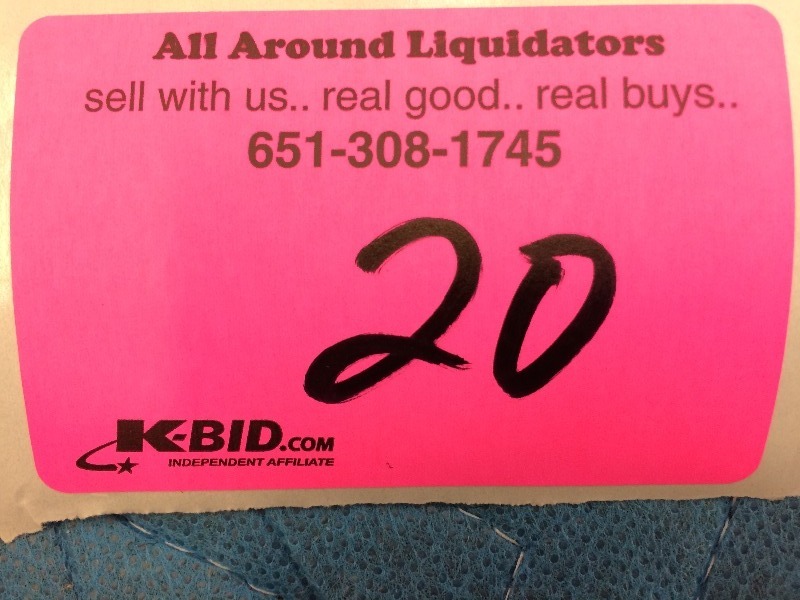 All Around Liquidators
sell with us.. real good.. real buys..
651-308-1745
20
K-BID.COM
INDEPENDENT AFFILIATE